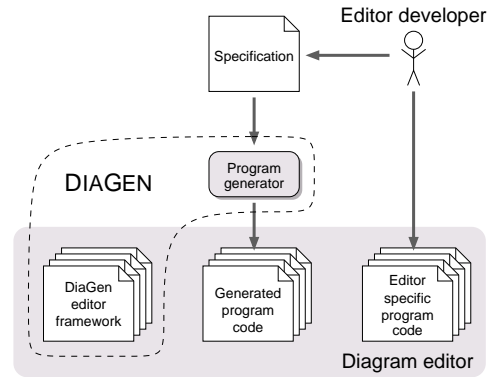 Editor developer
Specification
Program
generator
DIAGEN
DiaGen
editor
framework
Generated
program
code
Editor
specific
program
code
Diagram editor